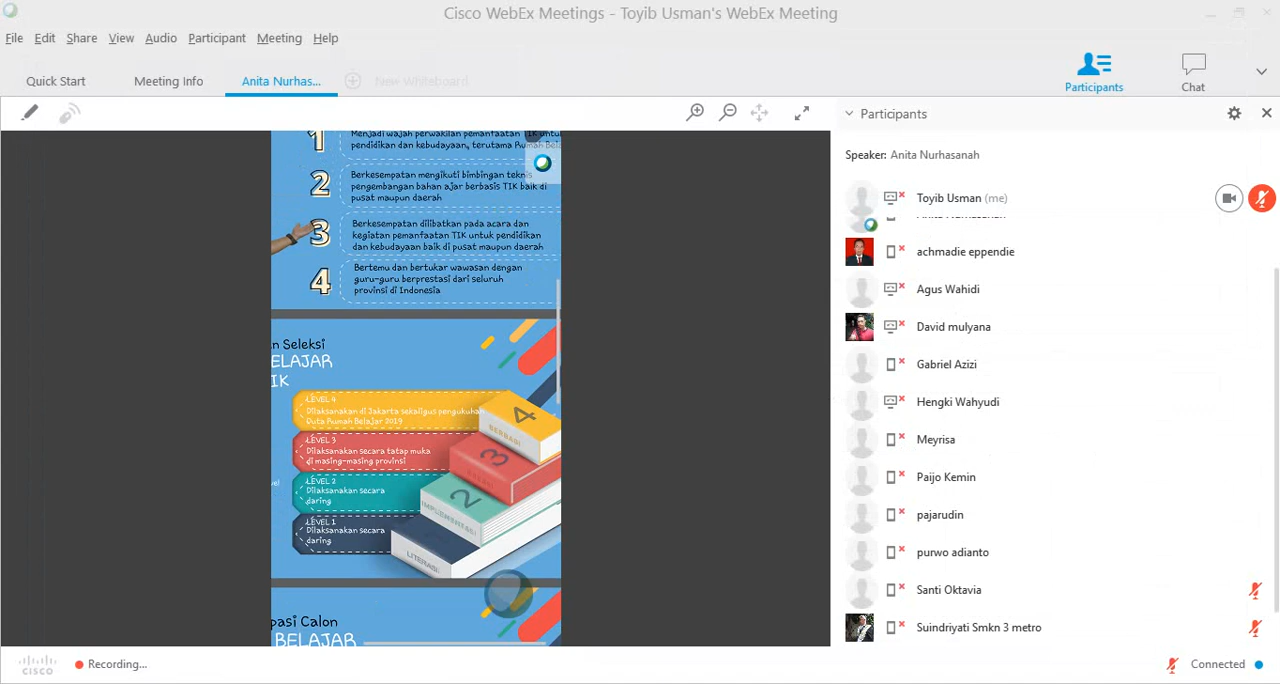 Cisco WebEx Meetings - Toyib Usman's WebEx Meeting
File Edit Share View Audio Participant Meeting Help
Quick Start Meeting Info Anita Nurhas... New Whiteboard
Participants Chat
1
Menjadi wajah perwakilan pemanfaatan TIK untu
pendidikan dan kebudayaan, terutama Rumah Bela
2
Berkesempatan mengikuti bimbingan teknis
pengembangan bahan ajar berbasis TIK baik di
pusat maupun daerah
3
Berkesempatan dilibatkan pada acara dan
kegiatan pemanfaatan TIK untuk pendidikan
dan kebudayaan baik di pusat maupun daerah
4
Bertemu dan bertukar wawasan dengan
guru-guru berprestasi dari seluruh
provinsi di Indonesia
n Seleksi
ELAJAR
IK
LEVEL 4
Dilaksanakan di Jakarta sekaligus pengukuhan
Duta Rumah Belajar 2019
4
BERBAGI
LEVEL 3
Dilaksanakan secara tatap muka
di masing-masing provinsi
3
LEVEL 2
Dilaksanakan secara
daring
2
IMPLEMENTASI
LEVEL 1
Dilaksanakan secara
daring
LITERASI
pasi Calon
BELAJAR
Participants
Speaker: Anita Nurhasanah
Toyib Usman (me)
Anita Nurhasanah
achmadie eppendie
Agus Wahidi
David mulyana
Gabriel Azizi
Hengki Wahyudi
Meyrisa
Paijo Kemin
pajarudin
purwo adianto
Santi Oktavia
Suindriyati Smkn 3 metro
cisco Recording...
Connected